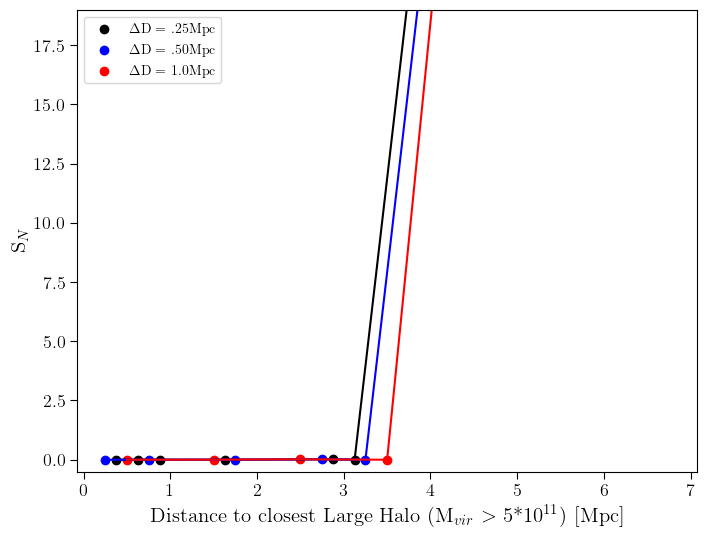 ΔD = .25Mpc
ΔD = .50Mpc
ΔD = 1.0Mpc
17.5
15.0
12.5
10.0
7.5
5.0
2.5
0.0
S_N
0 1 2 3 4 5 6 7
Distance to closest Large Halo (M_vir > 5*10^11) [Mpc]